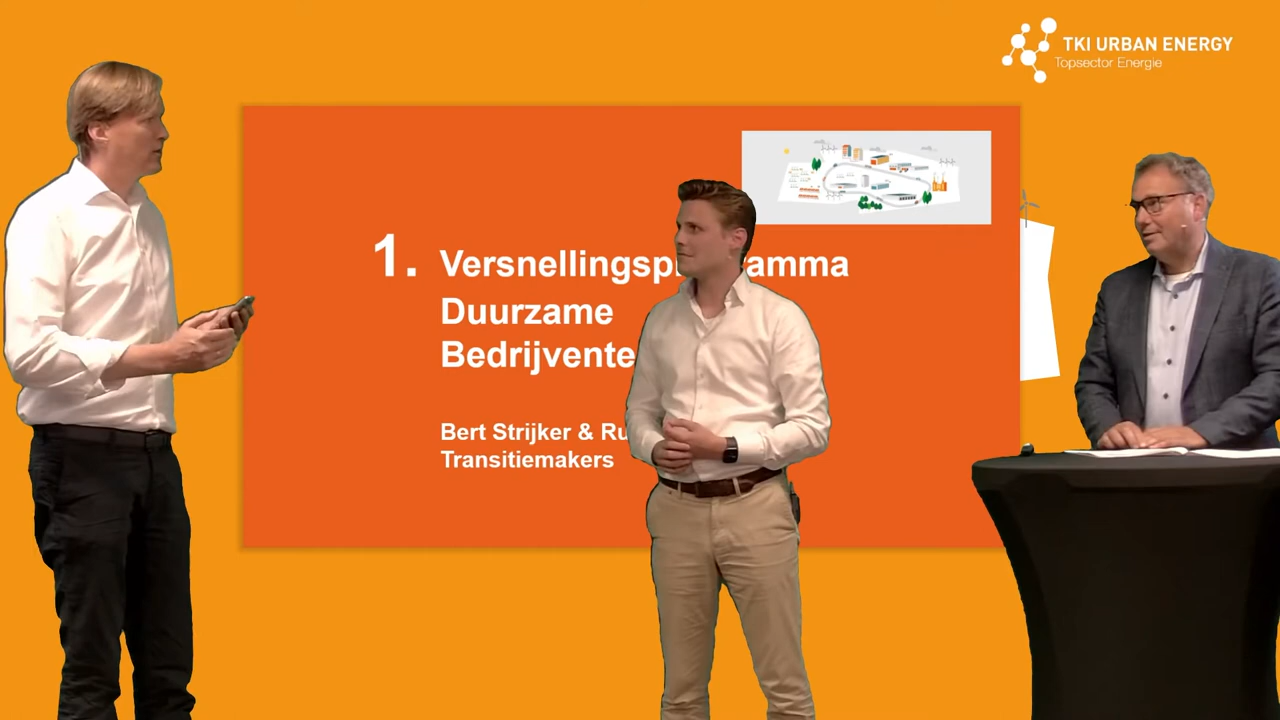 TKI URBAN ENERGY
Topsector Energie
1. Versnellingsp amma
Duurzame
Bedrijvente
Bert Strijker & Ru
Transitiemakers